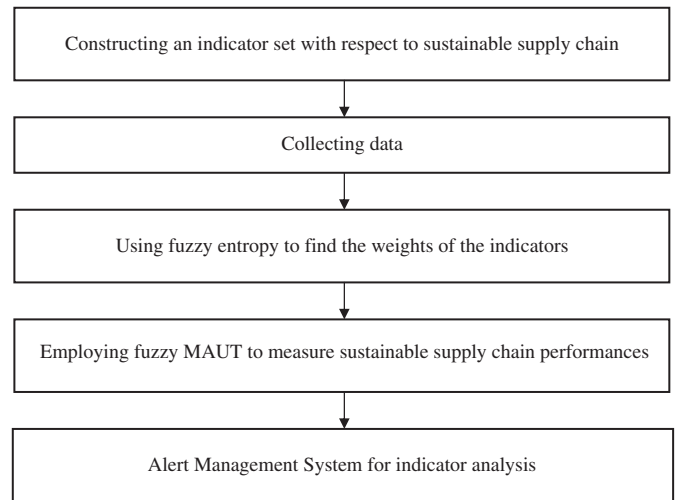 Constructing an indicator set with respect to sustainable supply chain
Collecting data
Using fuzzy entropy to find the weights of the indicators
Employing fuzzy MAUT to measure sustainable supply chain performances
Alert Management System for indicator analysis